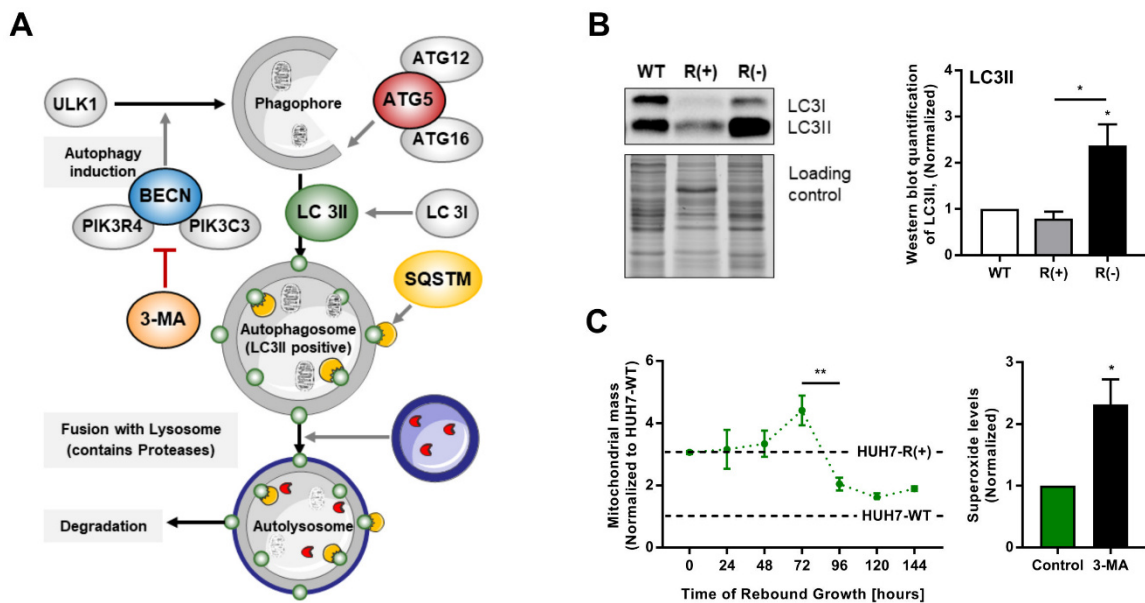 A
ULK1
Phagophore
ATG12
ATG5
ATG16
Autophagy
induction
BECN
PIK3R4
PIK3C3
LC 3II
LC 3I
3-MA
SQSTM
Autophagosome
(LC3II positive)
Fusion with Lysosome
(contains Proteases)
Autolysosome
Degradation
B
WT R(+) R(-)
LC3I
LC3II
Loading
control
LC3II
Western blot quantification
of LC3II, (Normalized)
4
3
2
1
0
*
*
WT R(+) R(-)
C
Mitochondrial mass
(Normalized to HUH7-WT)
6
4
2
0
**
HUH7-R(+)
HUH7-WT
0 24 48 72 96 120 144
Time of Rebound Growth [hours]
Superoxide levels
(Normalized)
3
2
1
0
*
Control 3-MA